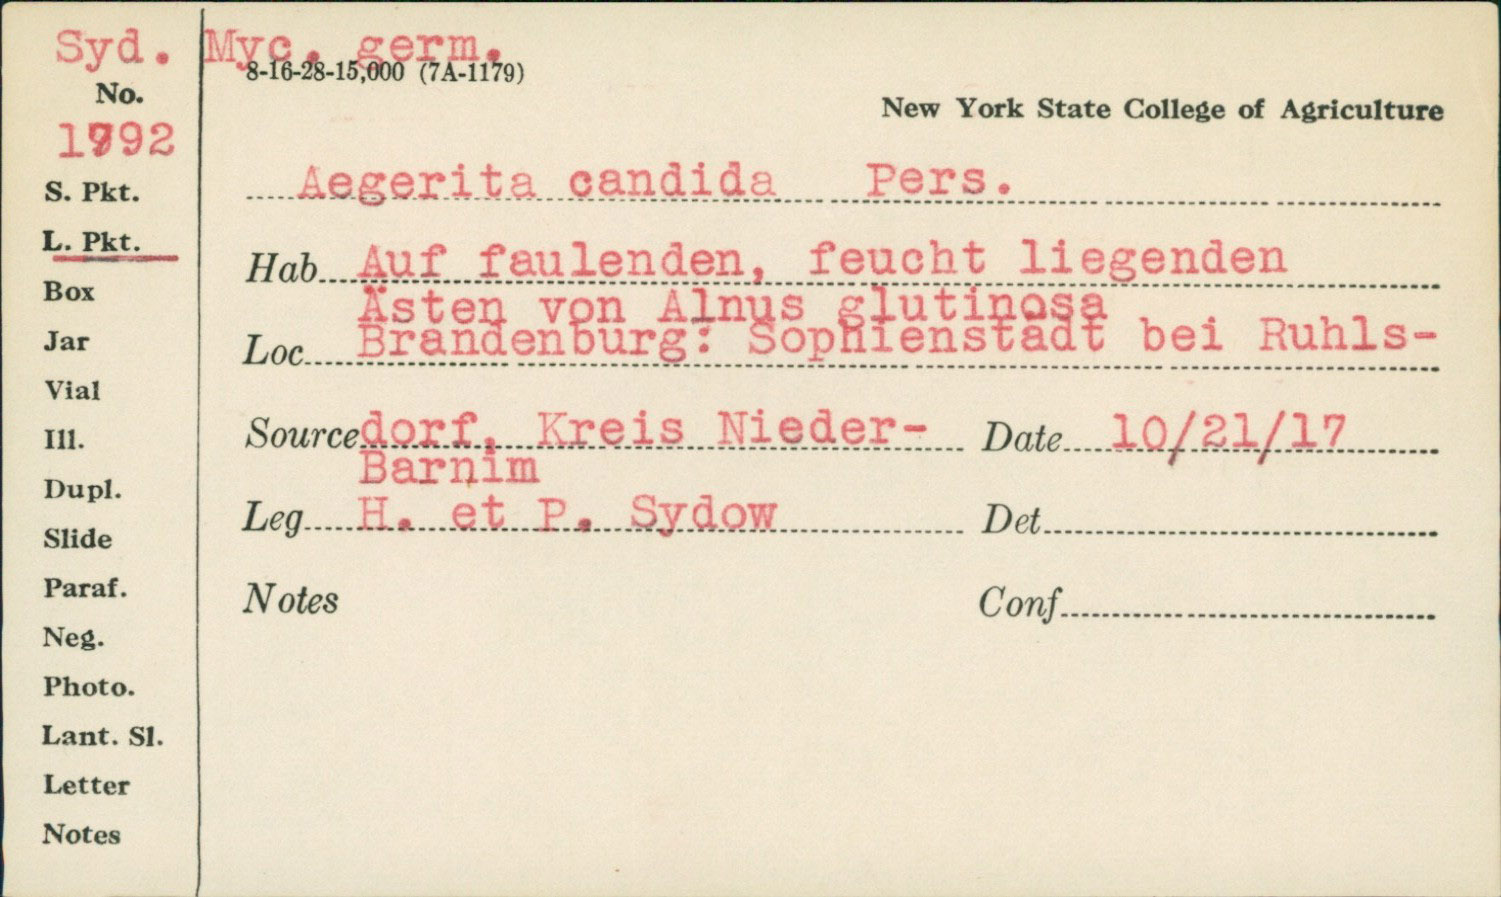 Syd. Myc. germ.
8-16-28-15,000 (7A-1179)
No.
New York State College of Agriculture
S. Pkt.
Aegerita candida Pers.
L. Pkt.
Hab Auf faulenden, feucht liegenden
Ästen von Alnus glutinosa
Box
Jar
Loc Brandenburg: Sophienstädt bei Ruhls-
Vial
Ill.
Source dorf, Kreis Nieder- Date 10/21/17
Barnim
Dupl.
Leg H. et P. Sydow Det
Slide
Paraf.
Notes Conf
Neg.
Photo.
Lant. Sl.
Letter
Notes